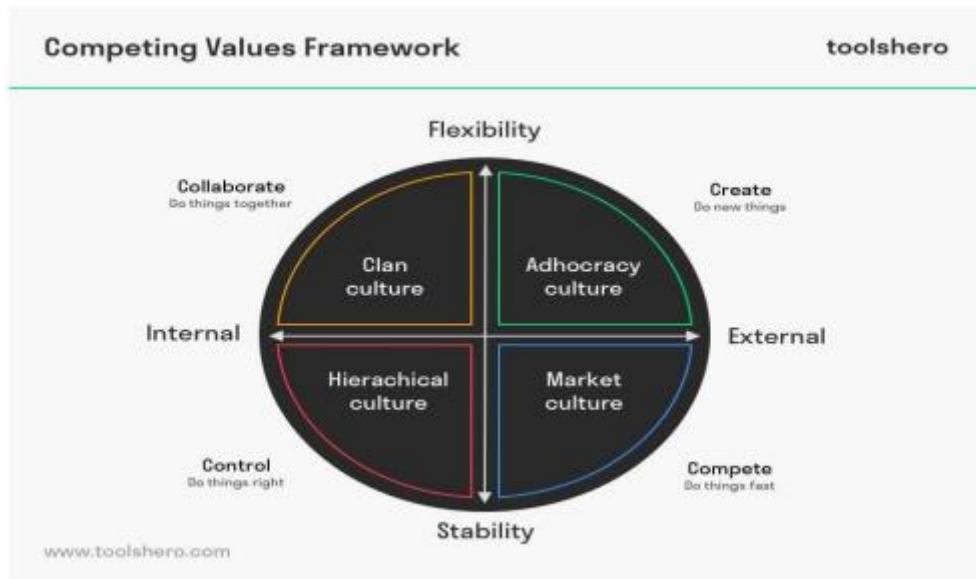 Competing Values Framework
toolshero
Flexibility
Collaborate
Do things together
Create
Do new things
Clan
culture
Adhocracy
culture
Internal
External
Hierachical
culture
Market
culture
Control
Do things right
Compete
Do things fast
Stability
www.toolshero.com